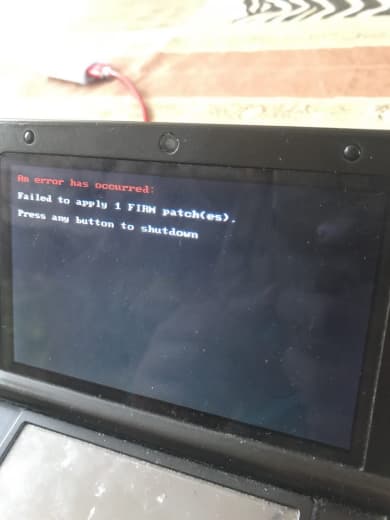 An error has occurred:
Failed to apply 1 FIRM patch(es).
Press any button to shutdown